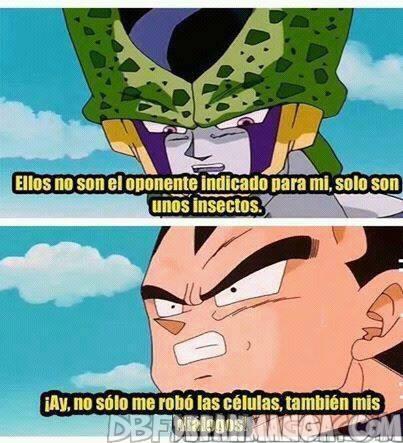 Ellos no son el oponente indicado para mi, solo son
unos insectos.
¡Ay, no sólo me robó las células, también mis
diálogos.